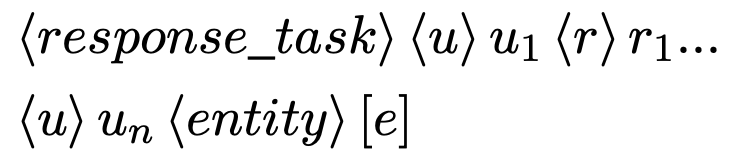 ⟨response_task⟩ ⟨u⟩ u₁ ⟨r⟩ r₁...
⟨u⟩ uₙ ⟨entity⟩ [e]